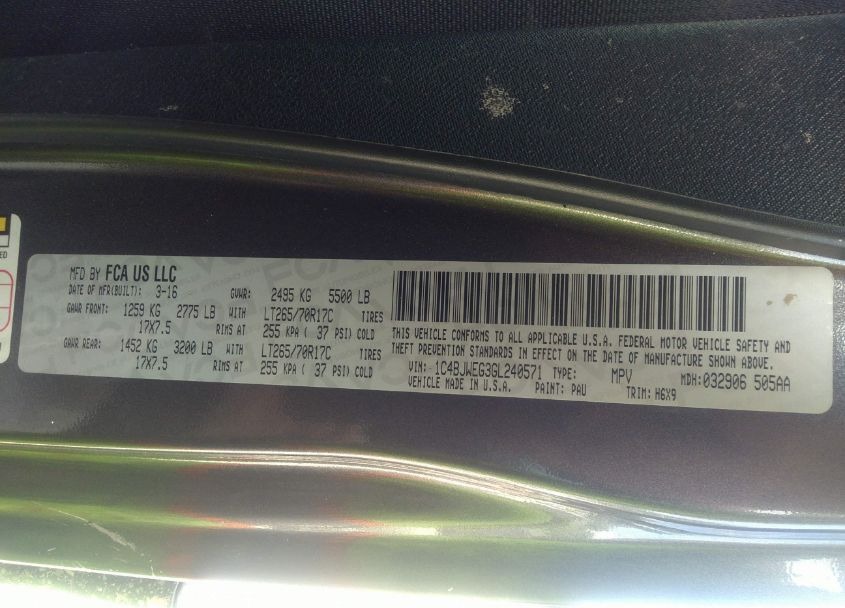 ED
MFD BY FCA US LLC
DATE OF MFR(BUILT): 3-16 GVWR: 2495 KG 5500 LB
GAWR FRONT: 1259 KG 2775 LB WITH LT265/70R17C TIRES
17X7.5 RIMS AT 255 KPA ( 37 PSI) COLD
GAWR REAR: 1452 KG 3200 LB WITH LT265/70R17C TIRES
17X7.5 RIMS AT 255 KPA ( 37 PSI) COLD
THIS VEHICLE CONFORMS TO ALL APPLICABLE U.S.A. FEDERAL MOTOR VEHICLE SAFETY AND
THEFT PREVENTION STANDARDS IN EFFECT ON THE DATE OF MANUFACTURE SHOWN ABOVE.
VIN: 1C4BJWEG3GL240571 TYPE: MPV MDH:032906 505AA
VEHICLE MADE IN U.S.A. PAINT: PAU TRIM: H6X9